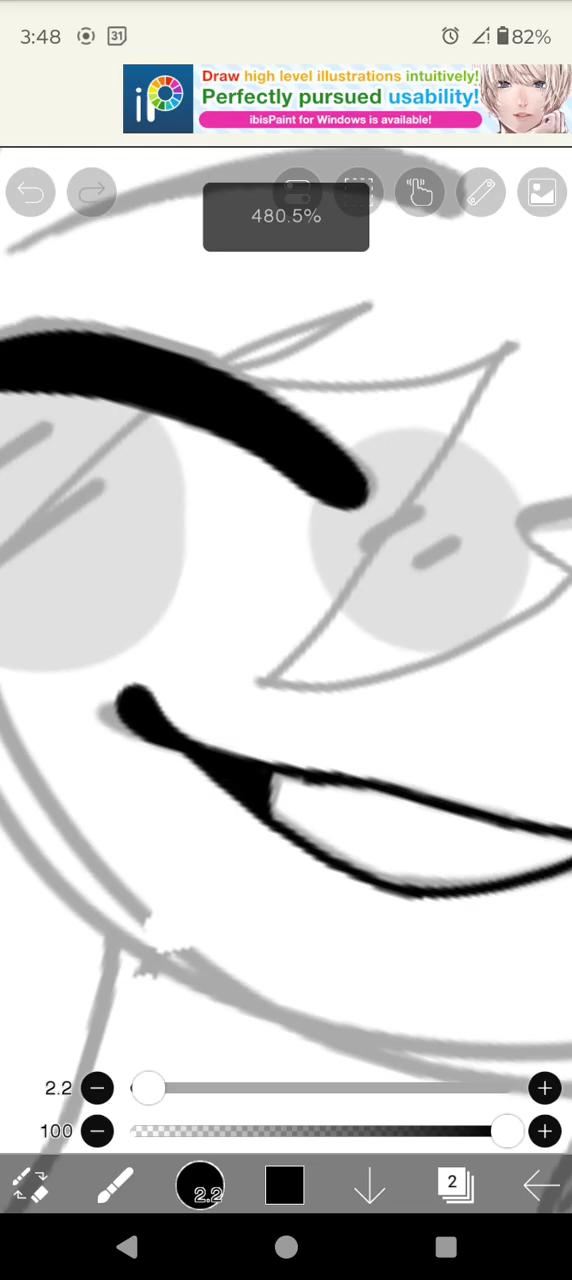 3:48 31 82%
iP Draw high level illustrations intuitively!
Perfectly pursued usability!
ibisPaint for Windows is available!
480.5%
2.2
100
2.2 2